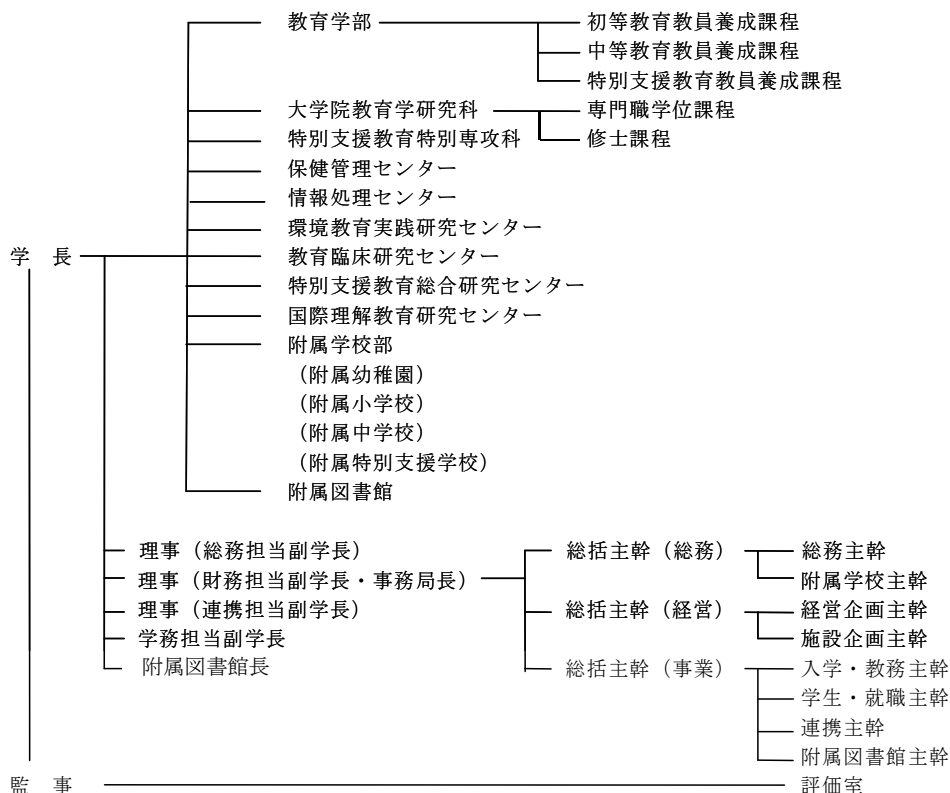 教育学部 初等教育教員養成課程
中等教育教員養成課程
特別支援教育教員養成課程
大学院教育学研究科 専門職学位課程
特別支援教育特別専攻科 修士課程
保健管理センター
情報処理センター
環境教育実践研究センター
学 長 教育臨床研究センター
特別支援教育総合研究センター
国際理解教育研究センター
附属学校部
（附属幼稚園）
（附属小学校）
（附属中学校）
（附属特別支援学校）
附属図書館
理事（総務担当副学長） 総括主幹（総務） 総務主幹
理事（財務担当副学長・事務局長） 附属学校主幹
理事（連携担当副学長） 総括主幹（経営） 経営企画主幹
学務担当副学長 施設企画主幹
附属図書館長 総括主幹（事業） 入学・教務主幹
学生・就職主幹
連携主幹
附属図書館主幹
監 事 評価室